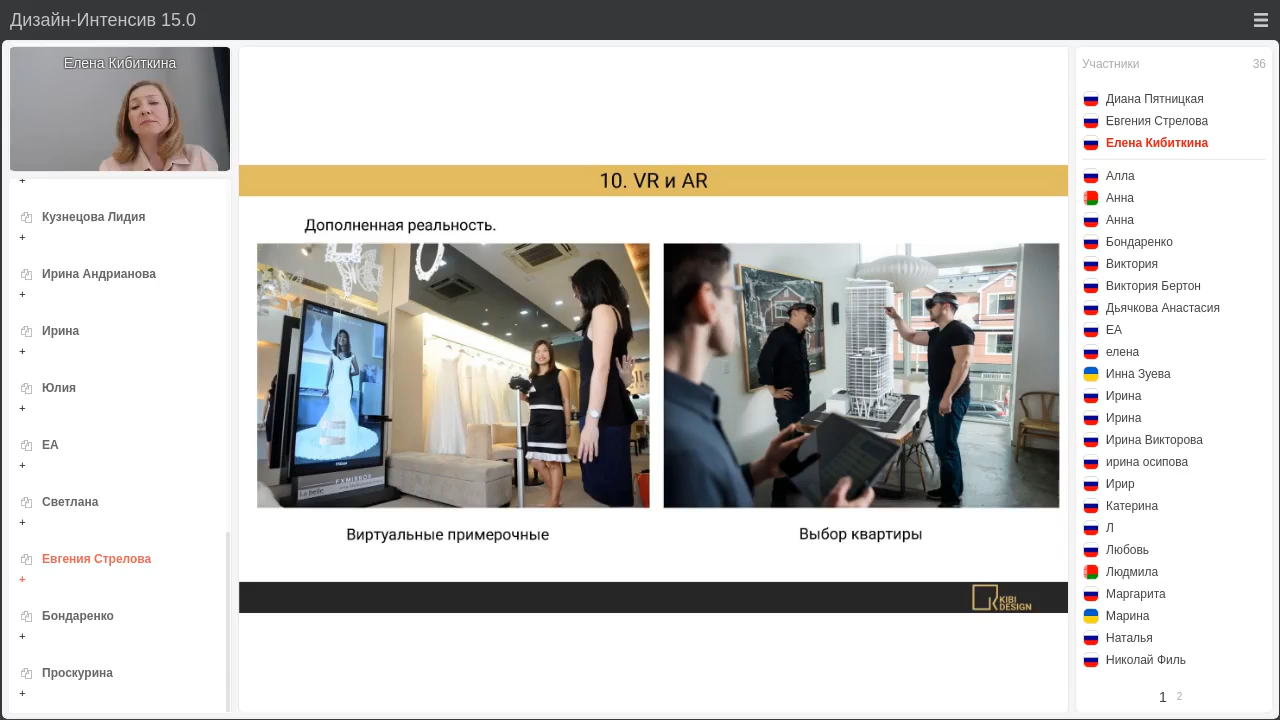 Дизайн-Интенсив 15.0
Елена Кибиткина
+
Кузнецова Лидия
+
Ирина Андрианова
+
Ирина
+
Юлия
+
ЕА
+
Светлана
+
Евгения Стрелова
+
Бондаренко
+
Проскурина
+
10. VR и AR
Дополненная реальность.
FXMIRROR
La belle
Виртуальные примерочные
Выбор квартиры
KIBI
DESIGN
Участники 36
Диана Пятницкая
Евгения Стрелова
Елена Кибиткина
Алла
Анна
Анна
Бондаренко
Виктория
Виктория Бертон
Дьячкова Анастасия
ЕА
елена
Инна Зуева
Ирина
Ирина
Ирина Викторова
ирина осипова
Ирир
Катерина
Л
Любовь
Людмила
Маргарита
Марина
Наталья
Николай Филь
1 2